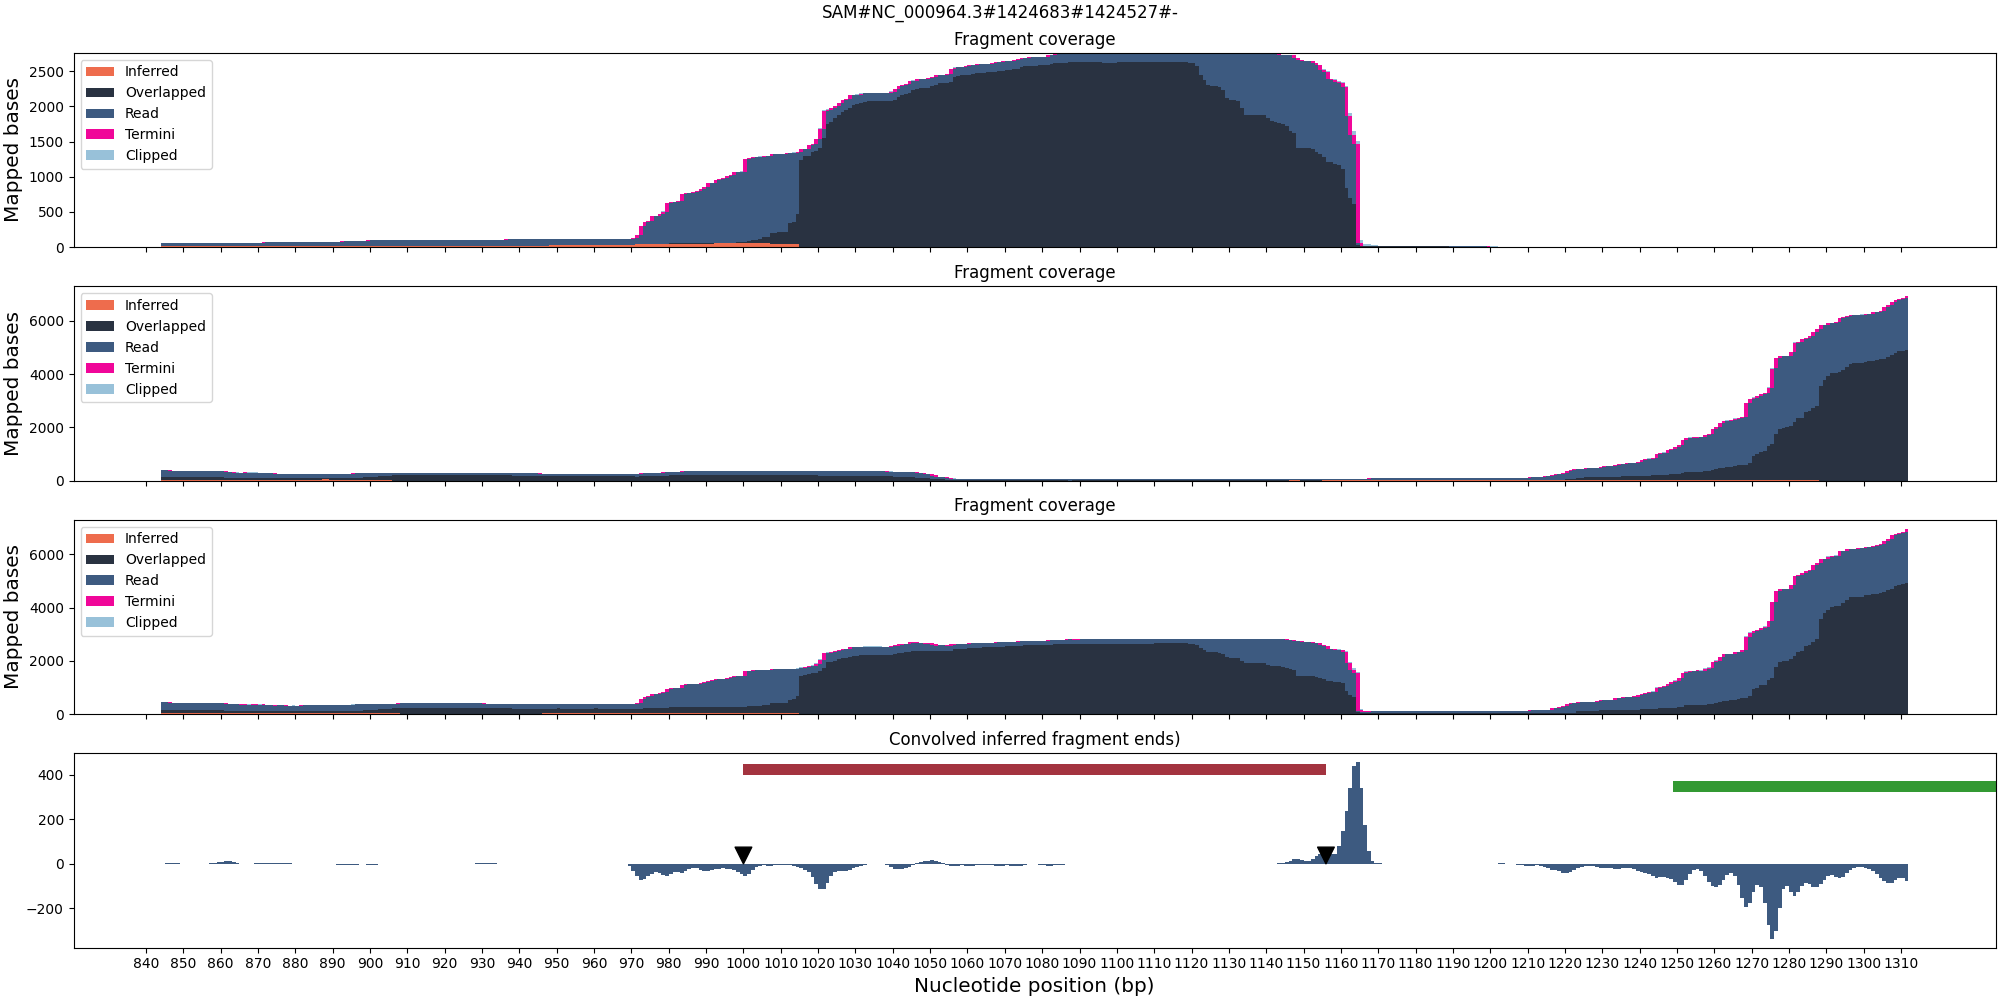 SAM#NC_000964.3#1424683#1424527#-
Fragment coverage
Mapped bases
2500
2000
1500
1000
500
0
Inferred
Overlapped
Read
Termini
Clipped
Fragment coverage
Mapped bases
6000
4000
2000
0
Inferred
Overlapped
Read
Termini
Clipped
Fragment coverage
Mapped bases
6000
4000
2000
0
Inferred
Overlapped
Read
Termini
Clipped
Convolved inferred fragment ends)
400
200
0
−200
840 850 860 870 880 890 900 910 920 930 940 950 960 970 980 990 1000 1010 1020 1030 1040 1050 1060 1070 1080 1090 1100 1110 1120 1130 1140 1150 1160 1170 1180 1190 1200 1210 1220 1230 1240 1250 1260 1270 1280 1290 1300 1310
Nucleotide position (bp)